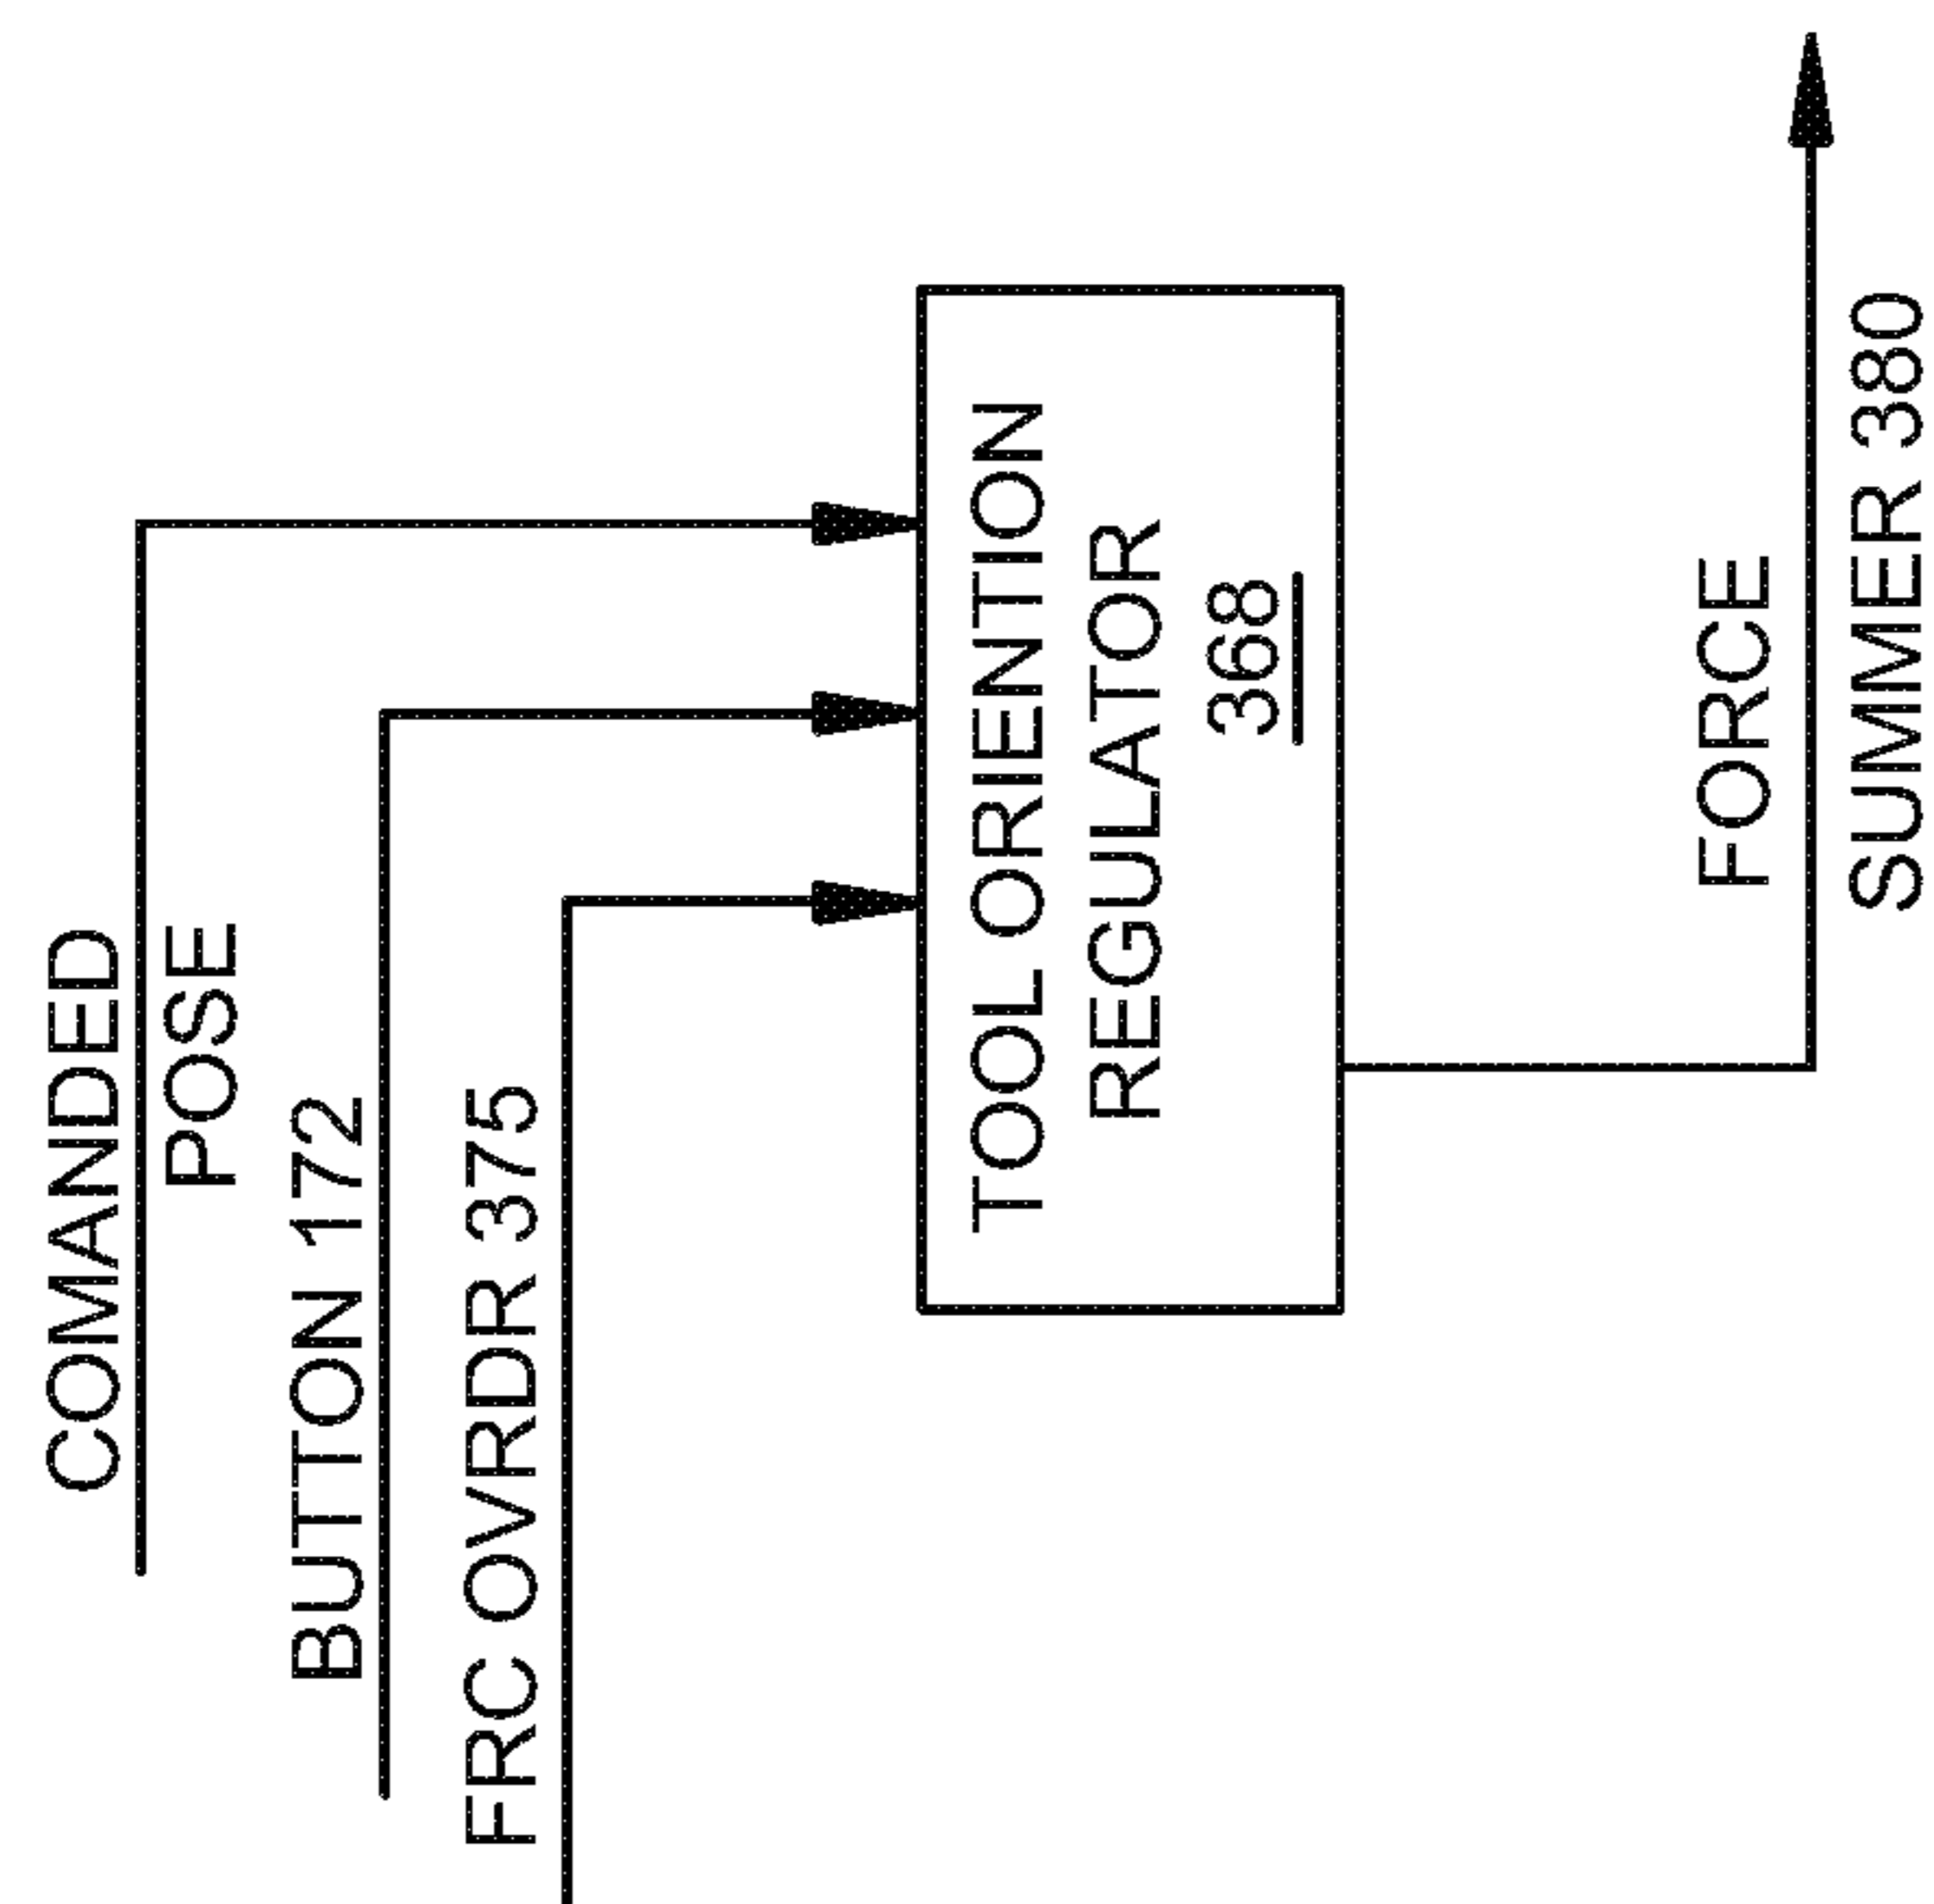 COMANDED
POSE
BUTTON 172
FRC OVRDR 375
TOOL ORIENTION
REGULATOR
368
FORCE
SUMMER 380